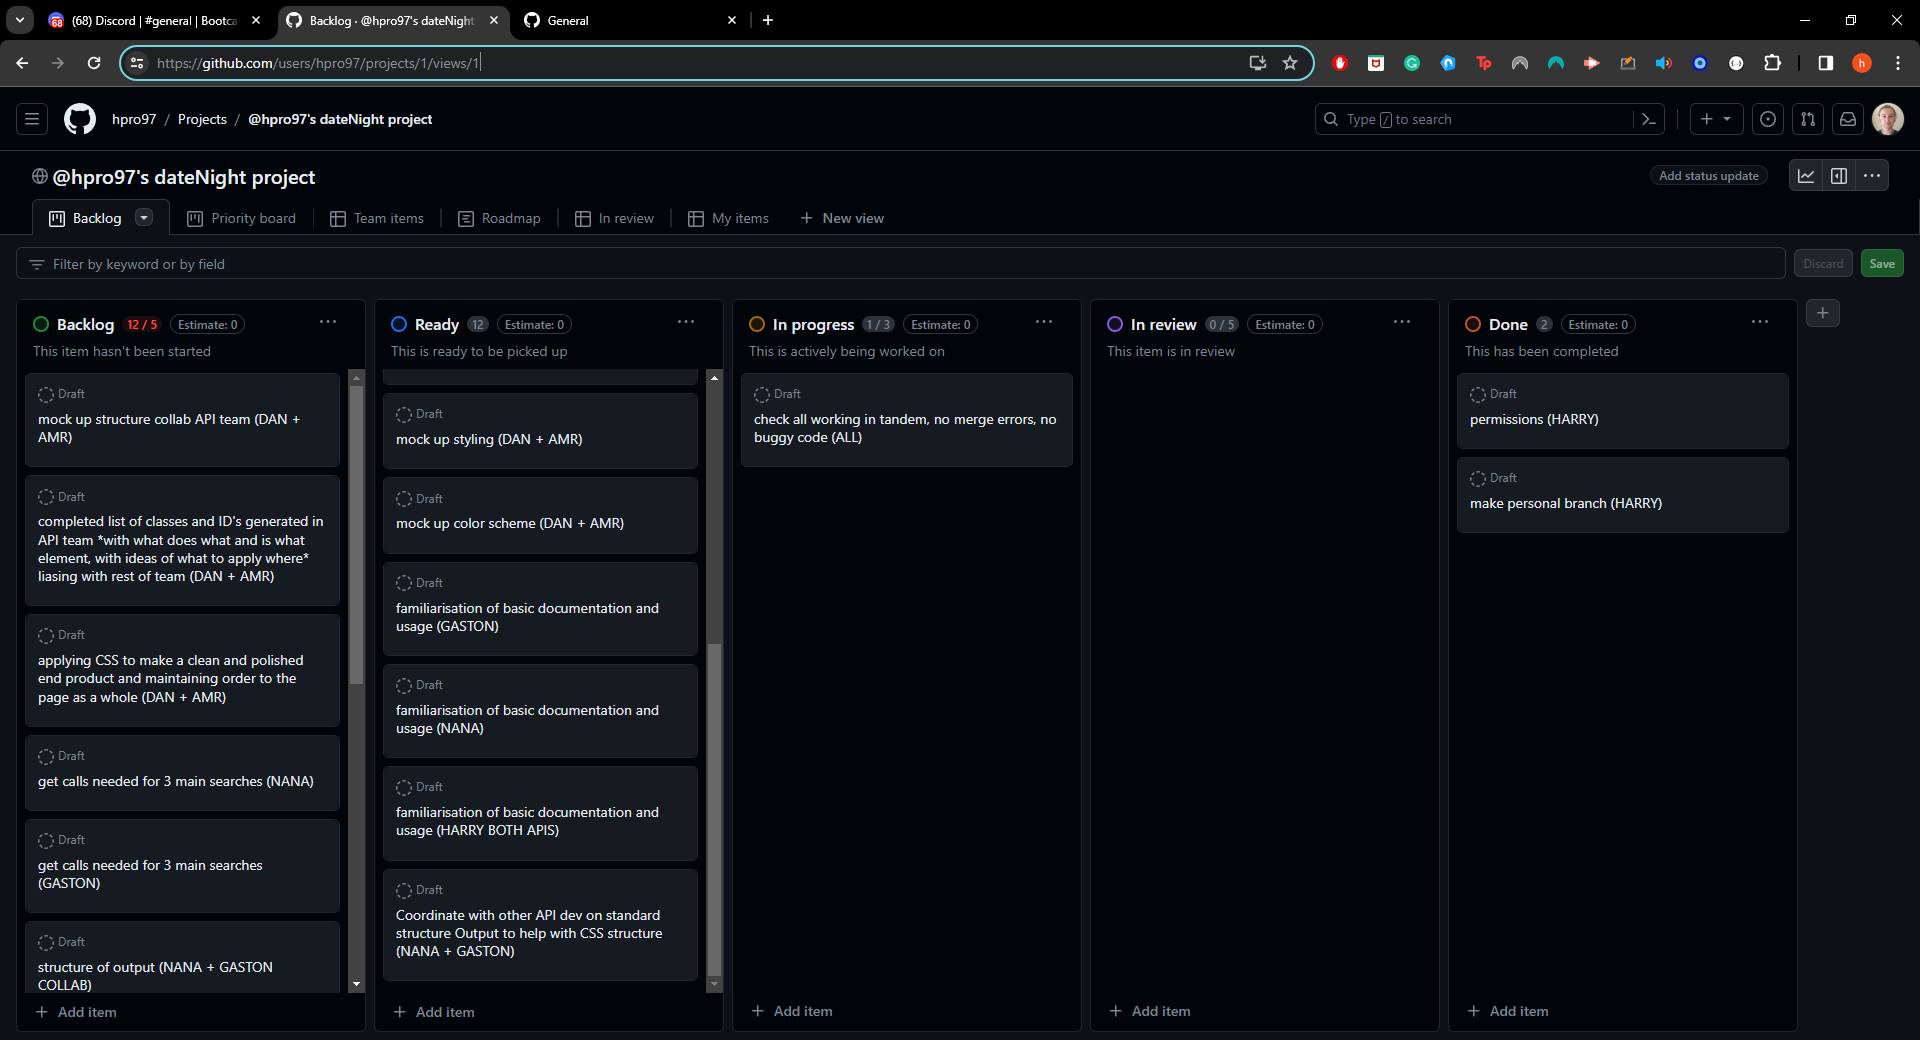 (68) Discord | #general | Bootca
Backlog · @hpro97's dateNight
General
https://github.com/users/hpro97/projects/1/views/1
hpro97 / Projects / @hpro97's dateNight project
Type / to search
@hpro97's dateNight project
Add status update
Backlog
Priority board
Team items
Roadmap
In review
My items
New view
Filter by keyword or by field
Discard
Save
Backlog 12 / 5 Estimate: 0
This item hasn't been started
Draft
mock up structure collab API team (DAN +
AMR)
Draft
completed list of classes and ID's generated in
API team *with what does what and is what
element, with ideas of what to apply where*
liasing with rest of team (DAN + AMR)
Draft
applying CSS to make a clean and polished
end product and maintaining order to the
page as a whole (DAN + AMR)
Draft
get calls needed for 3 main searches (NANA)
Draft
get calls needed for 3 main searches
(GASTON)
Draft
structure of output (NANA + GASTON
COLLAB)
Add item
Ready 12 Estimate: 0
This is ready to be picked up
Draft
mock up styling (DAN + AMR)
Draft
mock up color scheme (DAN + AMR)
Draft
familiarisation of basic documentation and
usage (GASTON)
Draft
familiarisation of basic documentation and
usage (NANA)
Draft
familiarisation of basic documentation and
usage (HARRY BOTH APIS)
Draft
Coordinate with other API dev on standard
structure Output to help with CSS structure
(NANA + GASTON)
Add item
In progress 1 / 3 Estimate: 0
This is actively being worked on
Draft
check all working in tandem, no merge errors, no
buggy code (ALL)
Add item
In review 0 / 5 Estimate: 0
This item is in review
Add item
Done 2 Estimate: 0
This has been completed
Draft
permissions (HARRY)
Draft
make personal branch (HARRY)
Add item